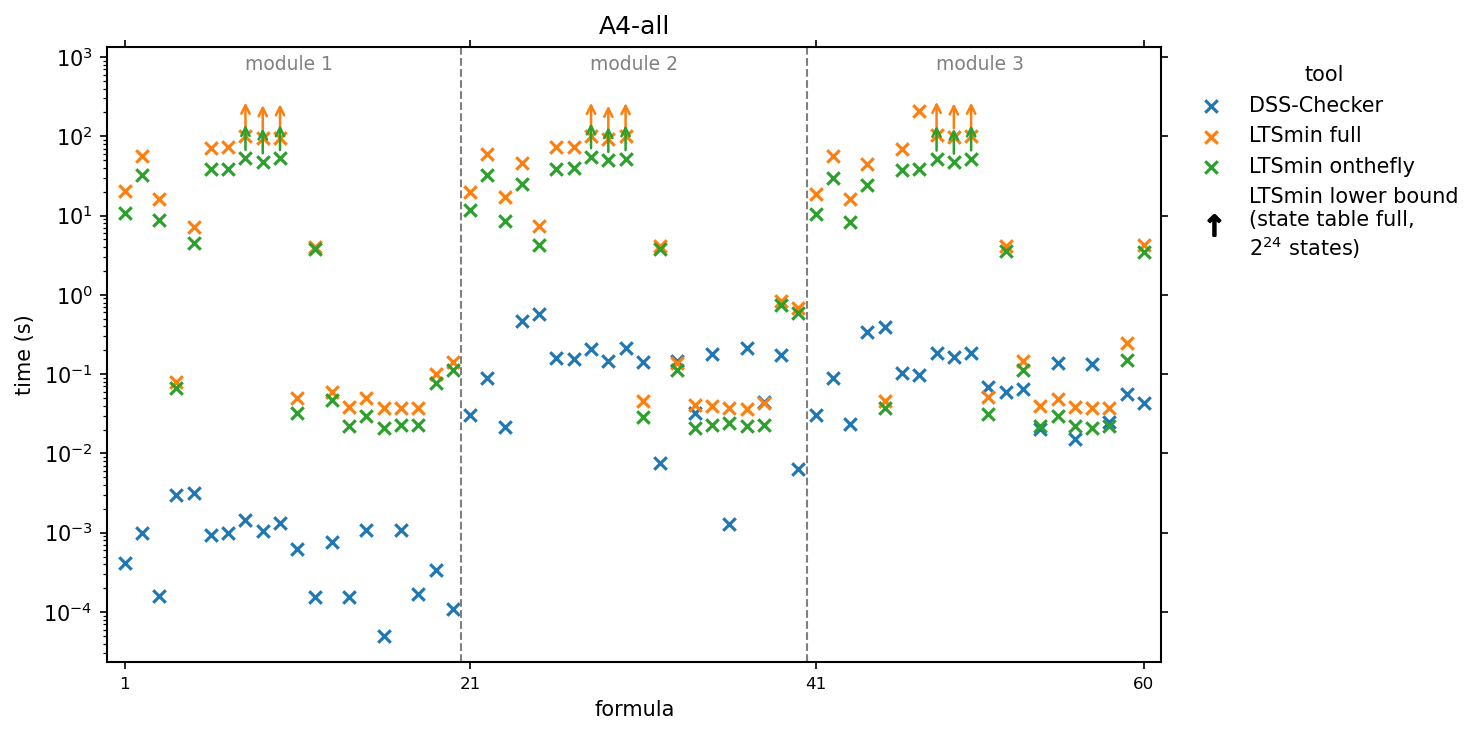 A4-all
module 1
module 2
module 3
10³
10²
10¹
10⁰
10⁻¹
10⁻²
10⁻³
10⁻⁴
time (s)
1
21
41
60
formula
tool
DSS-Checker
LTSmin full
LTSmin onthefly
LTSmin lower bound
(state table full,
2²⁴ states)